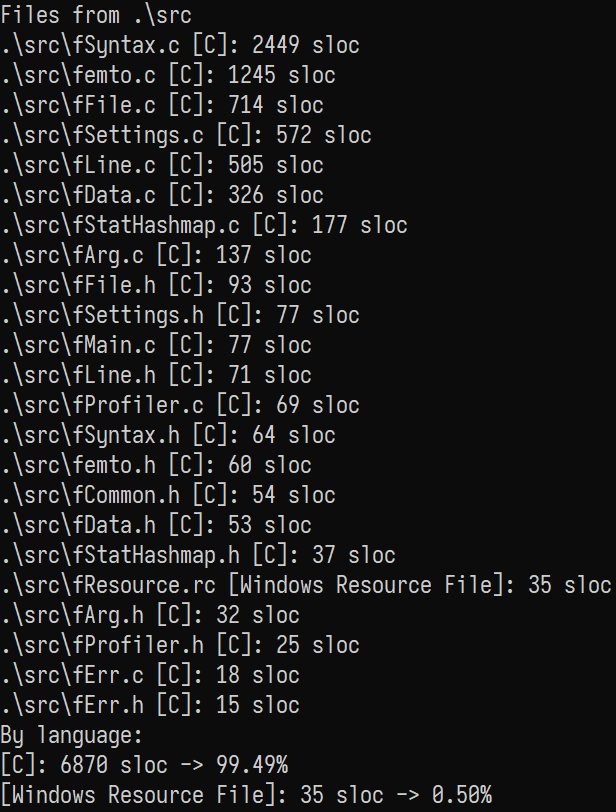 Files from .\src
.\src\fSyntax.c [C]: 2449 sloc
.\src\femto.c [C]: 1245 sloc
.\src\fFile.c [C]: 714 sloc
.\src\fSettings.c [C]: 572 sloc
.\src\fLine.c [C]: 505 sloc
.\src\fData.c [C]: 326 sloc
.\src\fStatHashmap.c [C]: 177 sloc
.\src\fArg.c [C]: 137 sloc
.\src\fFile.h [C]: 93 sloc
.\src\fSettings.h [C]: 77 sloc
.\src\fMain.c [C]: 77 sloc
.\src\fLine.h [C]: 71 sloc
.\src\fProfiler.c [C]: 69 sloc
.\src\fSyntax.h [C]: 64 sloc
.\src\femto.h [C]: 60 sloc
.\src\fCommon.h [C]: 54 sloc
.\src\fData.h [C]: 53 sloc
.\src\fStatHashmap.h [C]: 37 sloc
.\src\fResource.rc [Windows Resource File]: 35 sloc
.\src\fArg.h [C]: 32 sloc
.\src\fProfiler.h [C]: 25 sloc
.\src\fErr.c [C]: 18 sloc
.\src\fErr.h [C]: 15 sloc
By language:
[C]: 6870 sloc -> 99.49%
[Windows Resource File]: 35 sloc -> 0.50%